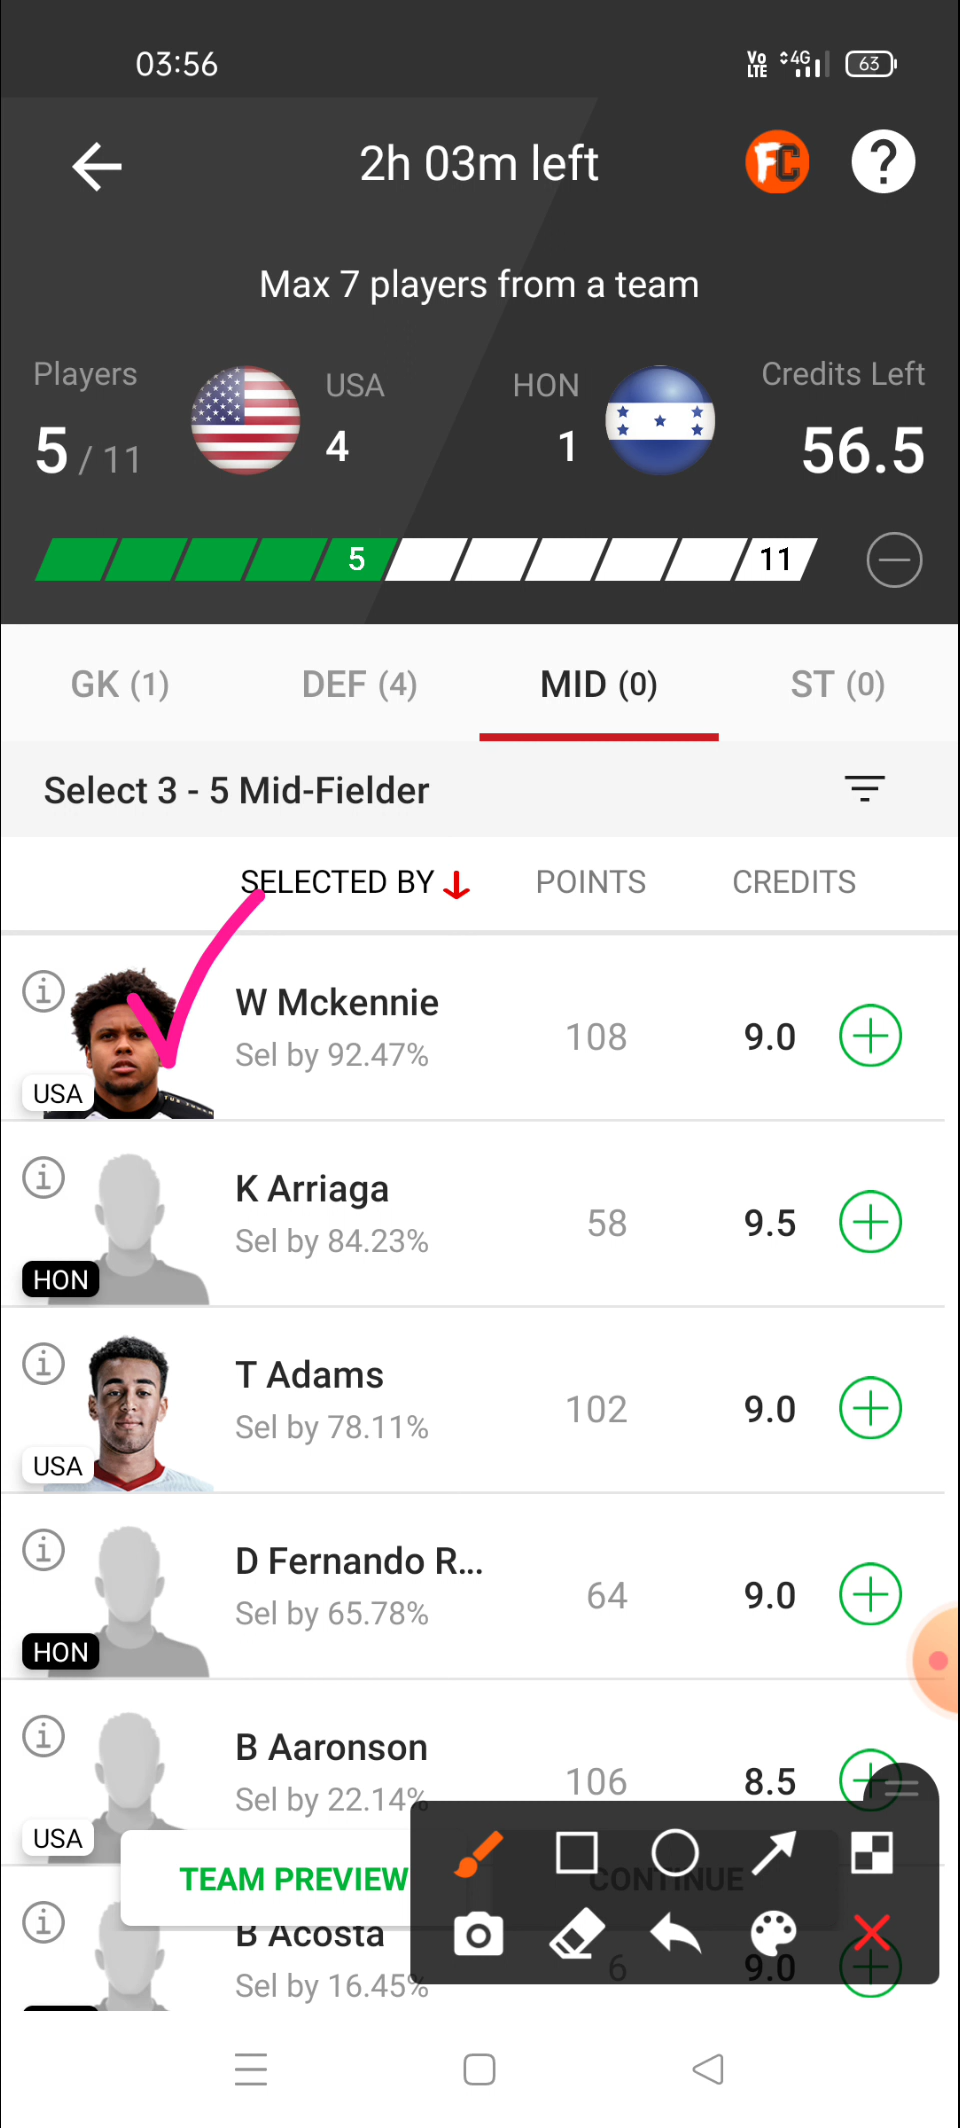 03:56
Vo LTE 4G 63
2h 03m left
FC
?
Max 7 players from a team
Players
USA
HON
Credits Left
5 / 11
4
1
56.5
5
11
GK (1)
DEF (4)
MID (0)
ST (0)
Select 3 - 5 Mid-Fielder
SELECTED BY
POINTS
CREDITS
W Mckennie
Sel by 92.47%
108
9.0
USA
K Arriaga
Sel by 84.23%
58
9.5
HON
T Adams
Sel by 78.11%
102
9.0
USA
D Fernando R...
Sel by 65.78%
64
9.0
HON
B Aaronson
Sel by 22.14%
106
8.5
USA
TEAM PREVIEW
CONTINUE
B Acosta
Sel by 16.45%
6
9.0